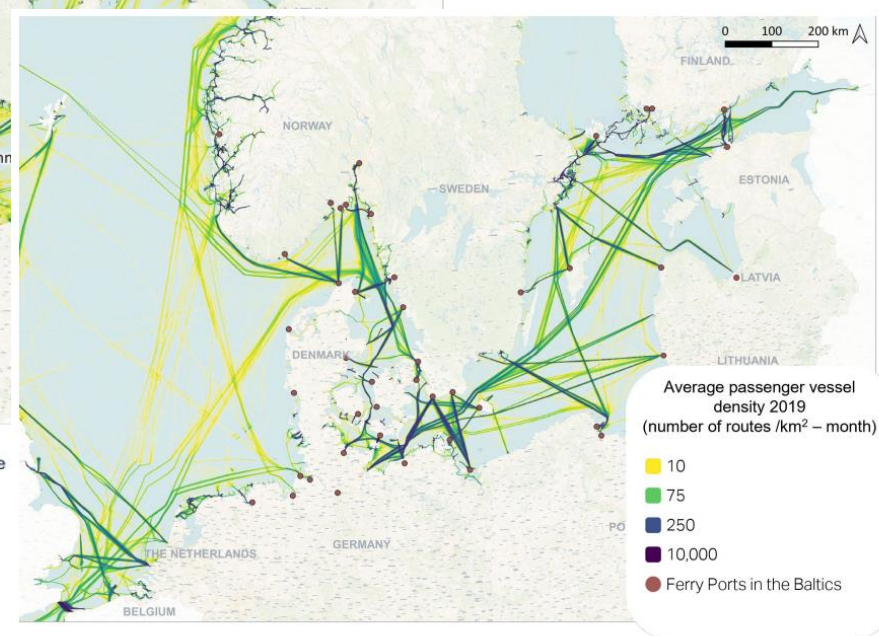 0 100 200 km
FINLAND
NORWAY
SWEDEN
ESTONIA
LATVIA
DENMARK
LITHUANIA
THE NETHERLANDS
GERMANY
BELGIUM
Average passenger vessel
density 2019
(number of routes /km² – month)
10
75
250
10,000
Ferry Ports in the Baltics